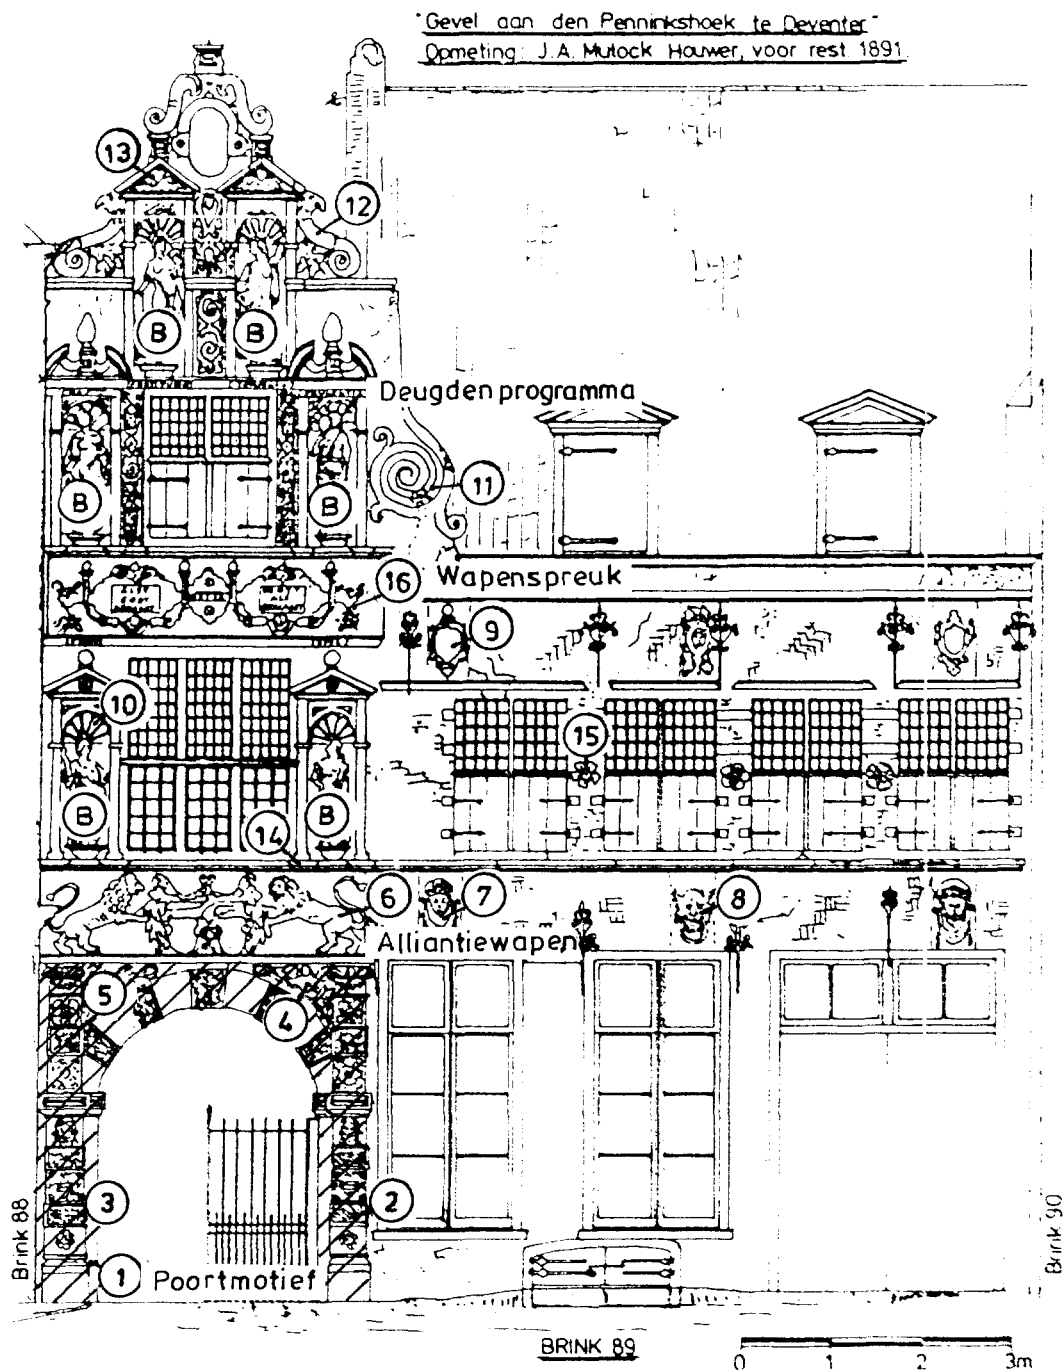 "Gevel aan den Penninkshoek te Deventer"
Opmeting: J.A. Mulock Houwer, voor rest. 1891.
13
12
B B
Deugden programma
B B
11
16
Wapenspreuk
9
10
15
B B
14
6 7 8
Alliantiewapen
5
4
3 2
Brink 88
Brink 90
1 Poortmotief
BRINK 89
0 1 2 3m